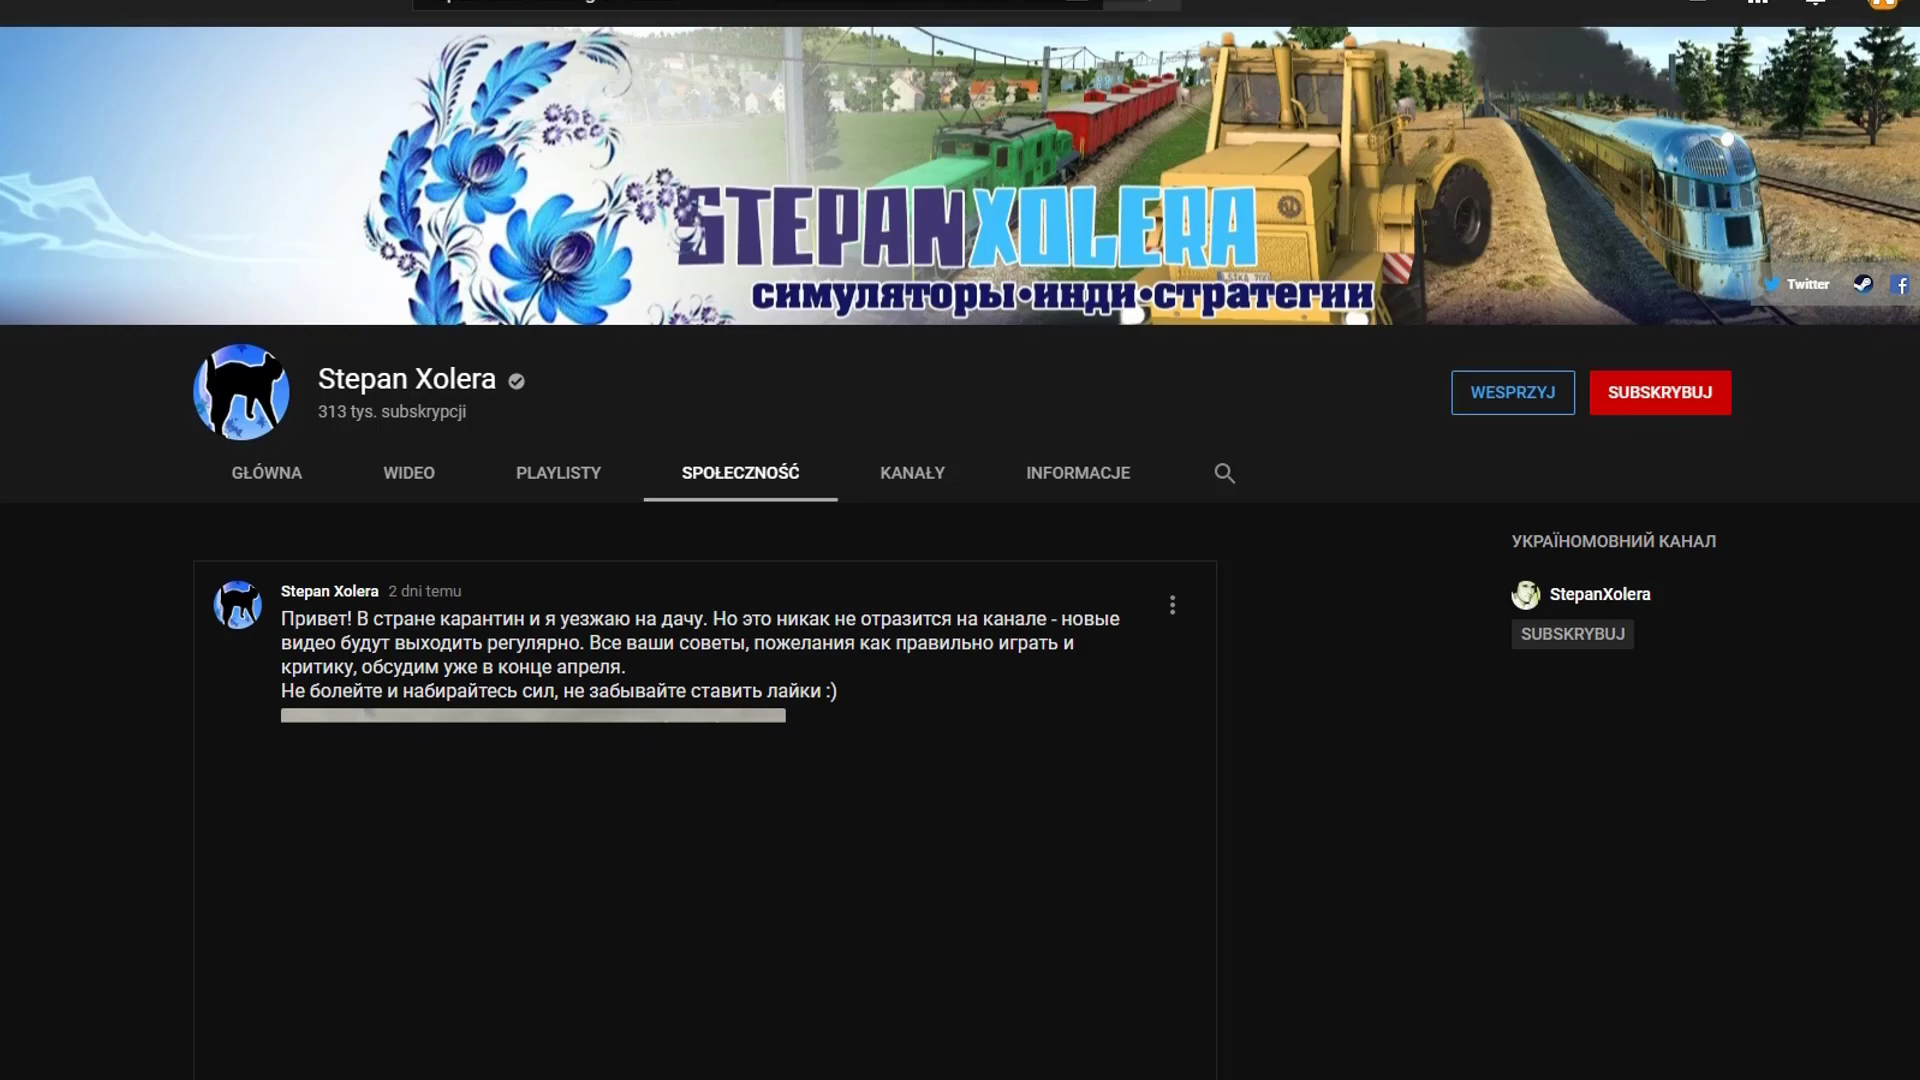 STEPANXOLERA
симуляторы•инди•стратегии
Twitter
Stepan Xolera
313 tys. subskrypcji
WESPRZYJ
SUBSKRYBUJ
GŁÓWNA
WIDEO
PLAYLISTY
SPOŁECZNOŚĆ
KANAŁY
INFORMACJE
УКРАЇНОМОВНИЙ КАНАЛ
StepanXolera
SUBSKRYBUJ
Stepan Xolera 2 dni temu
Привет! В стране карантин и я уезжаю на дачу. Но это никак не отразится на канале - новые
видео будут выходить регулярно. Все ваши советы, пожелания как правильно играть и
критику, обсудим уже в конце апреля.
Не болейте и набирайтесь сил, не забывайте ставить лайки :)